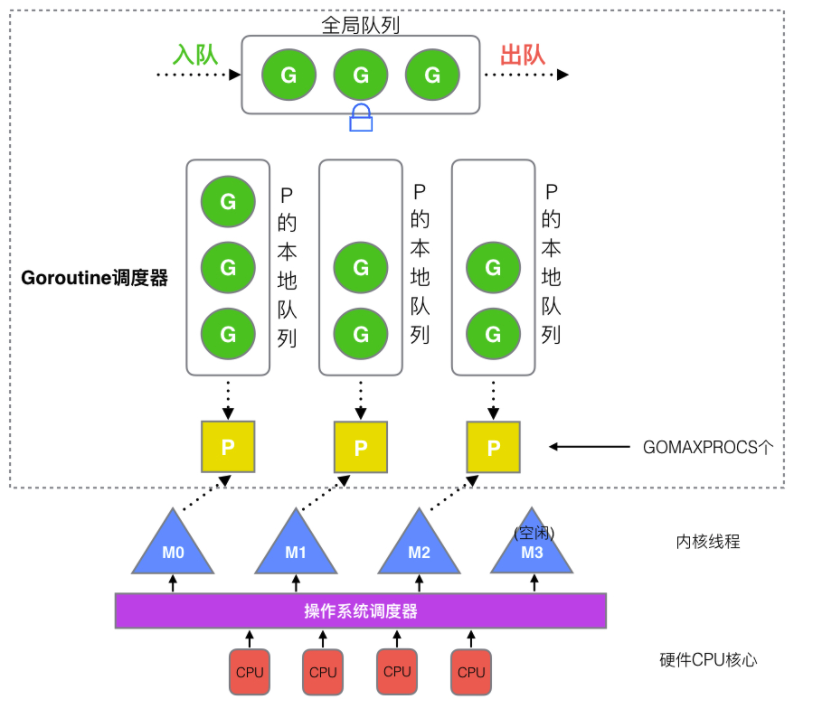 全局队列
入队
出队
G G G
G
G
G
P的本地队列
G
G
P的本地队列
G
G
P的本地队列
Goroutine调度器
P P P
GOMAXPROCS个
M0 M1 M2 (空闲) M3
内核线程
操作系统调度器
CPU CPU CPU CPU
硬件CPU核心